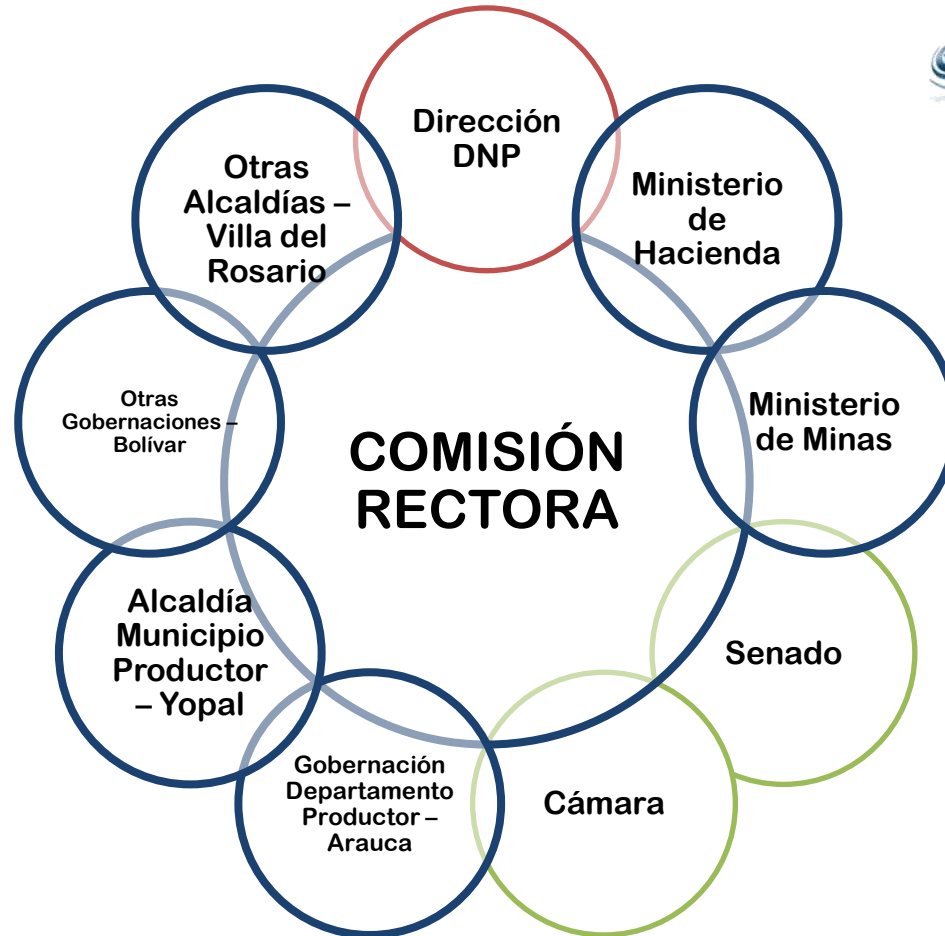 Dirección
DNP
Ministerio
de
Hacienda
Ministerio
de Minas
Senado
Cámara
Gobernación
Departamento
Productor –
Arauca
Alcaldía
Municipio
Productor
– Yopal
Otras
Gobernaciones –
Bolívar
Otras
Alcaldías –
Villa del
Rosario
COMISIÓN
RECTORA